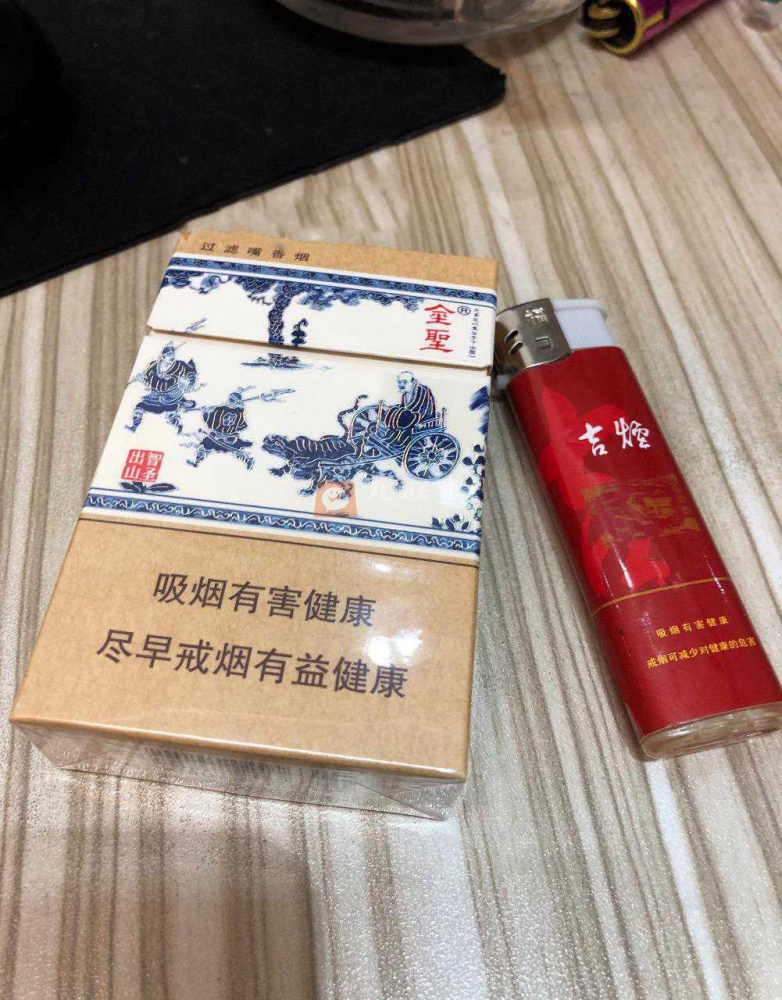 过滤嘴香烟
金聖
®
智圣
出山
吸烟有害健康
尽早戒烟有益健康
吉烟
吸烟有害健康
戒烟可减少对健康的危害